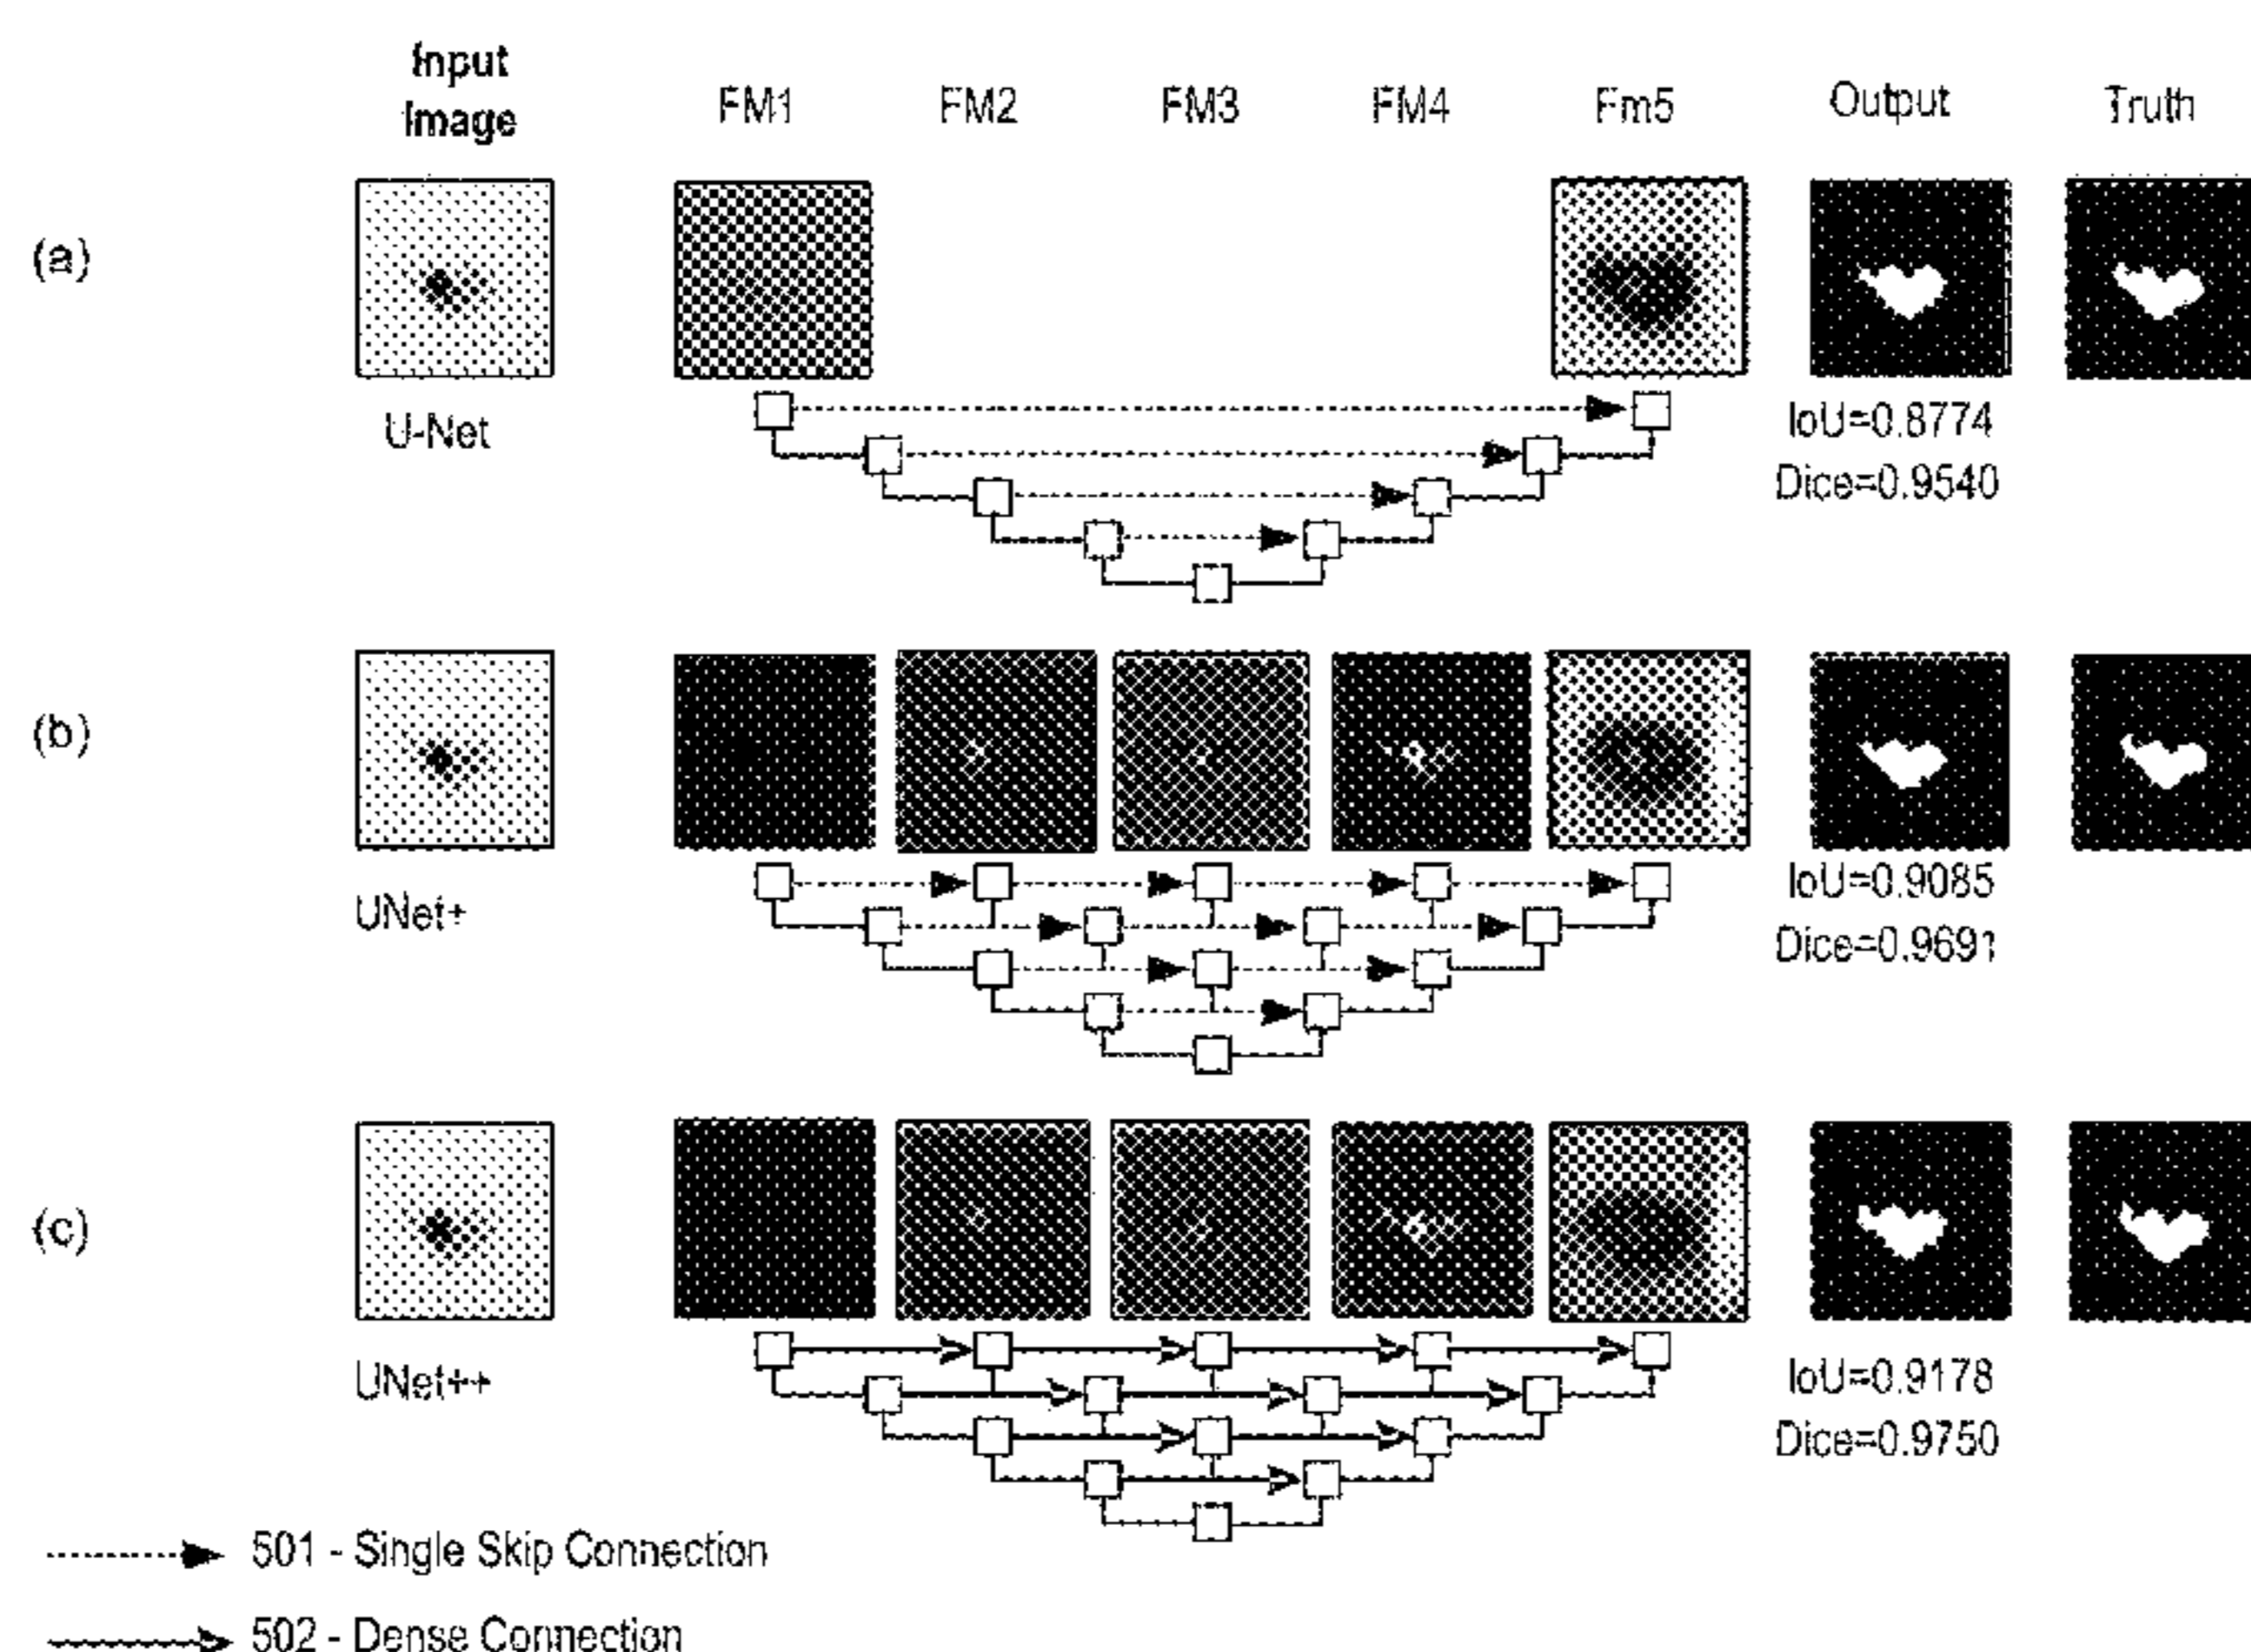 Input
Image
FM1 FM2 FM3 FM4 Fm5 Output Truth
(a)
U-Net
IoU=0.8774
Dice=0.9540
(b)
UNet+
IoU=0.9085
Dice=0.9691
(c)
UNet++
IoU=0.9178
Dice=0.9750
501 - Single Skip Connection
502 - Dense Connection